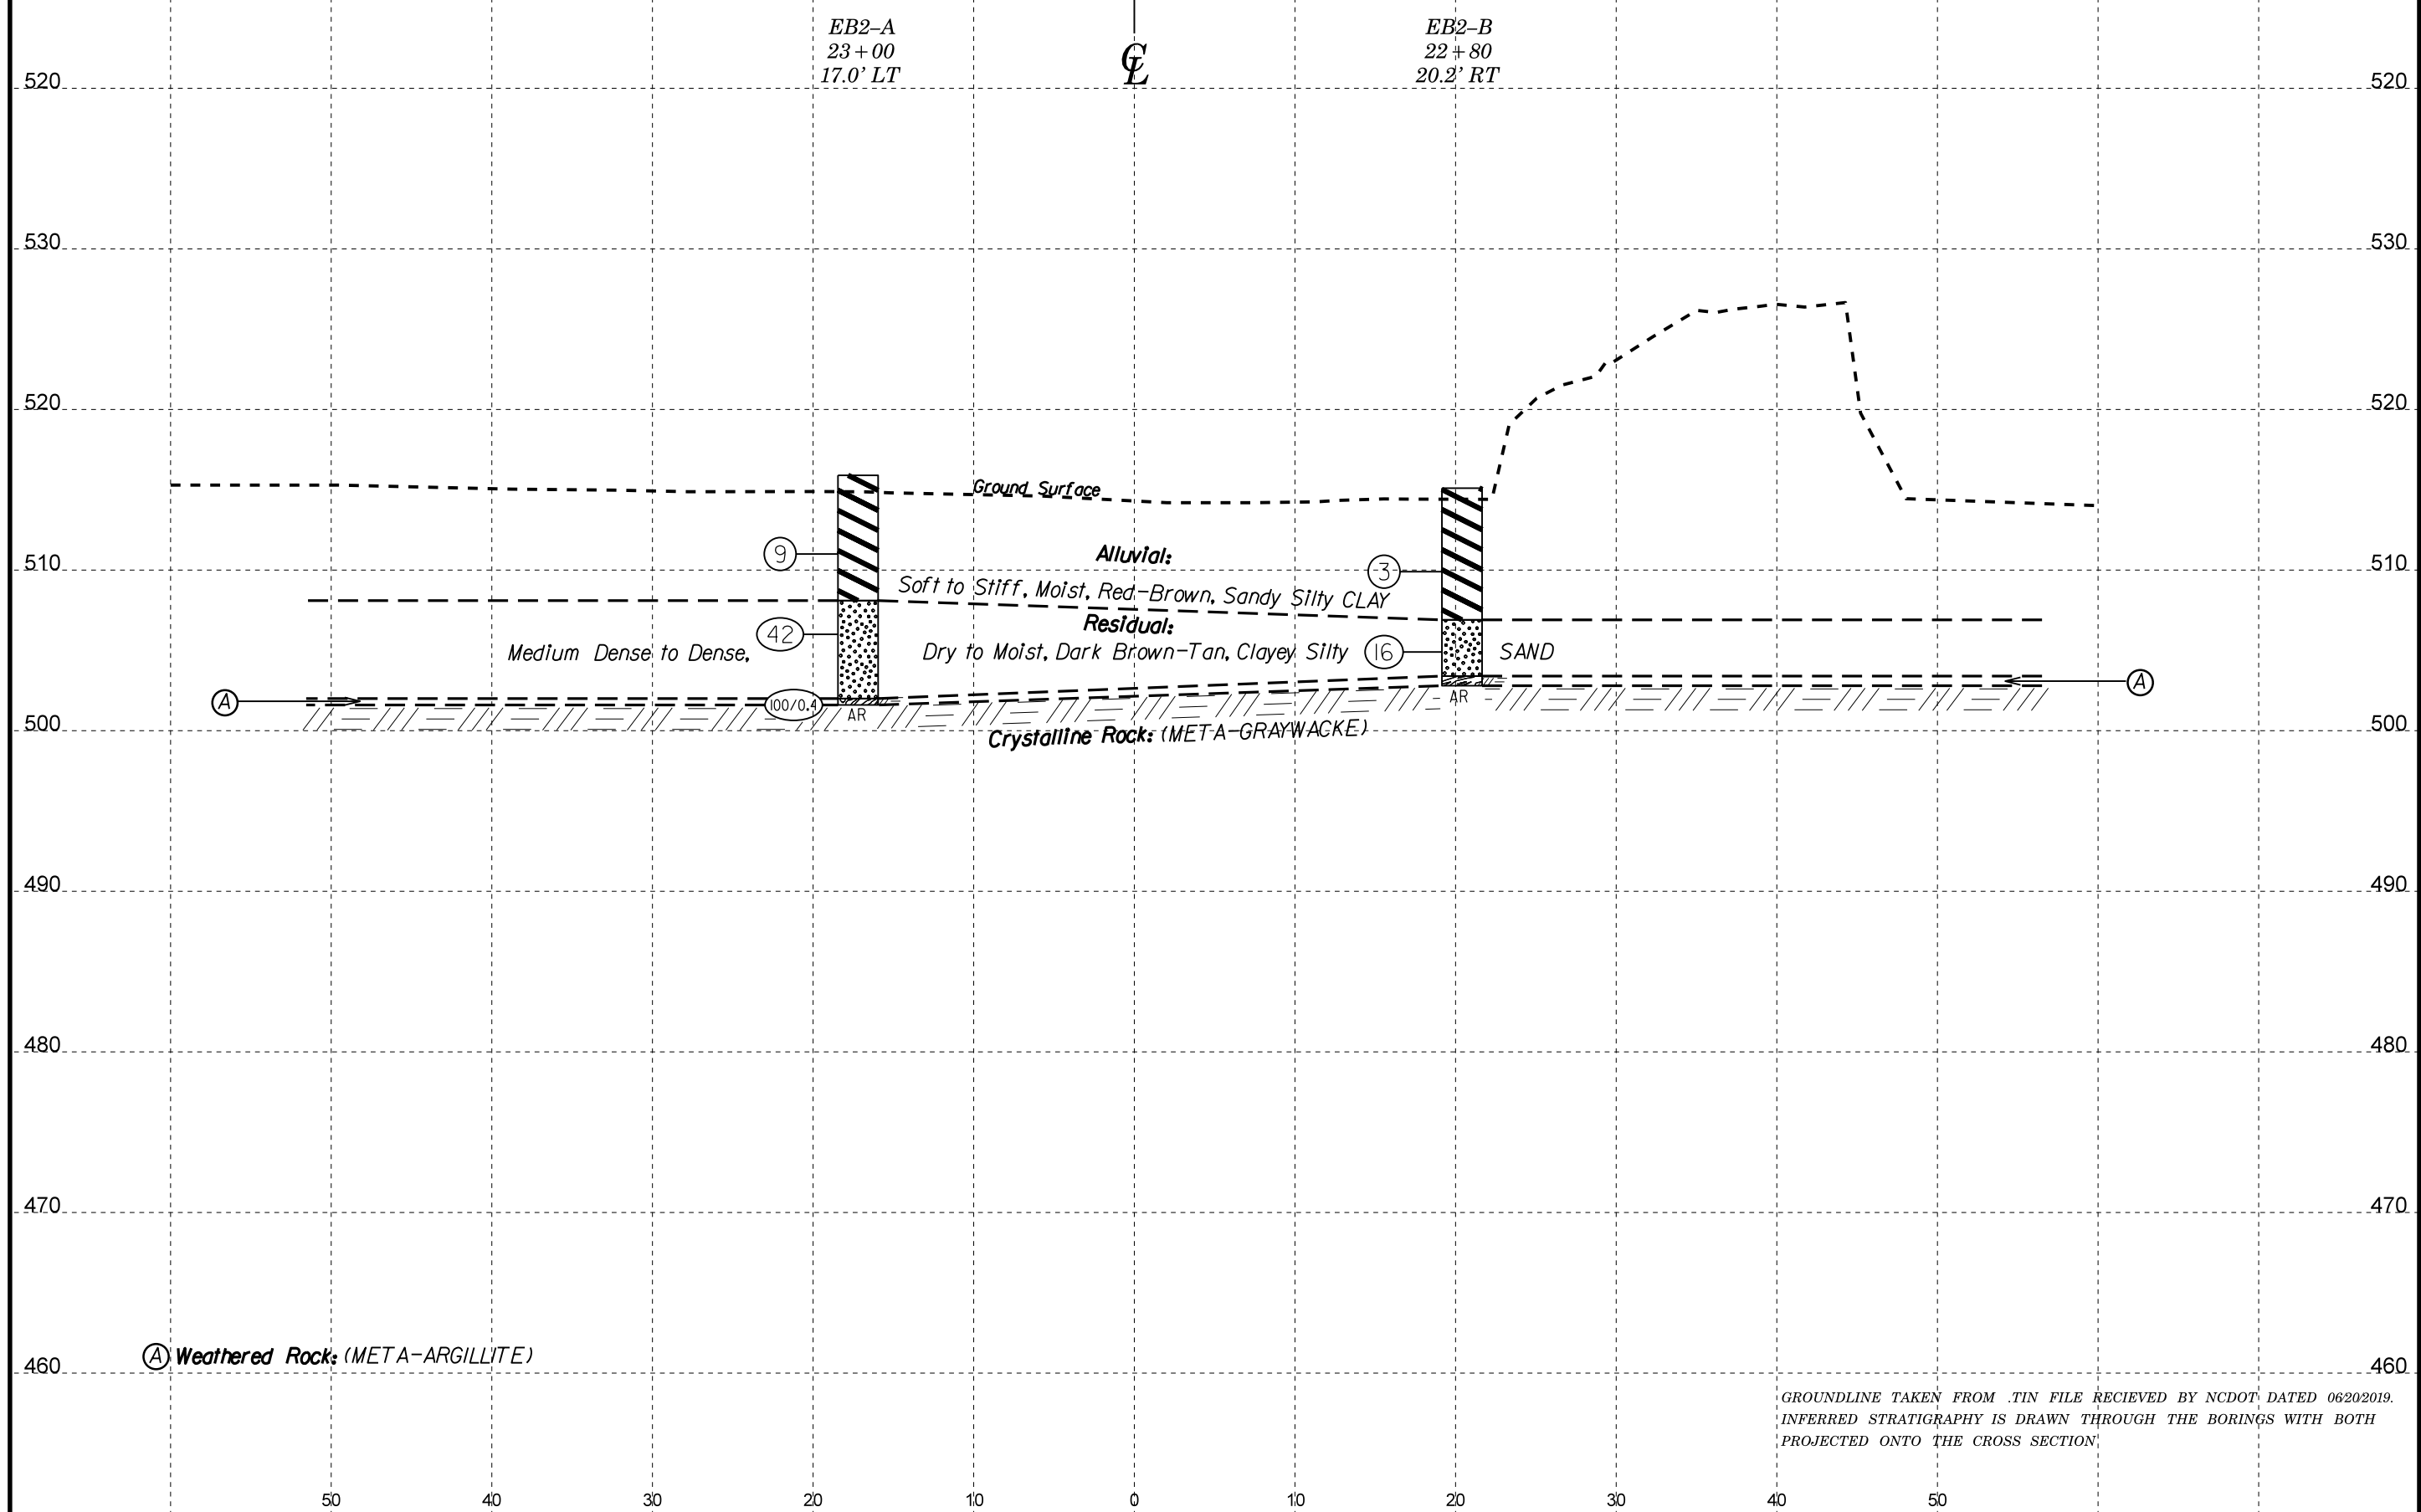 EB2–A
23+00
17.0' LT
℄
EB2–B
22+80
20.2' RT
520 520
530 530
520 520
Ground Surface
9 Alluvial: 3
510 510
Soft to Stiff, Moist, Red-Brown, Sandy Silty CLAY
42 Residual:
Medium Dense to Dense, Dry to Moist, Dark Brown-Tan, Clayey Silty 16 SAND
A 100/0.4 AR AR A
500 500
Crystalline Rock: (META-GRAYWACKE)
490 490
480 480
470 470
A Weathered Rock: (META-ARGILLITE)
460 460
GROUNDLINE TAKEN FROM .TIN FILE RECIEVED BY NCDOT DATED 06/20/2019.
INFERRED STRATIGRAPHY IS DRAWN THROUGH THE BORINGS WITH BOTH
PROJECTED ONTO THE CROSS SECTION
50 40 30 20 10 0 10 20 30 40 50